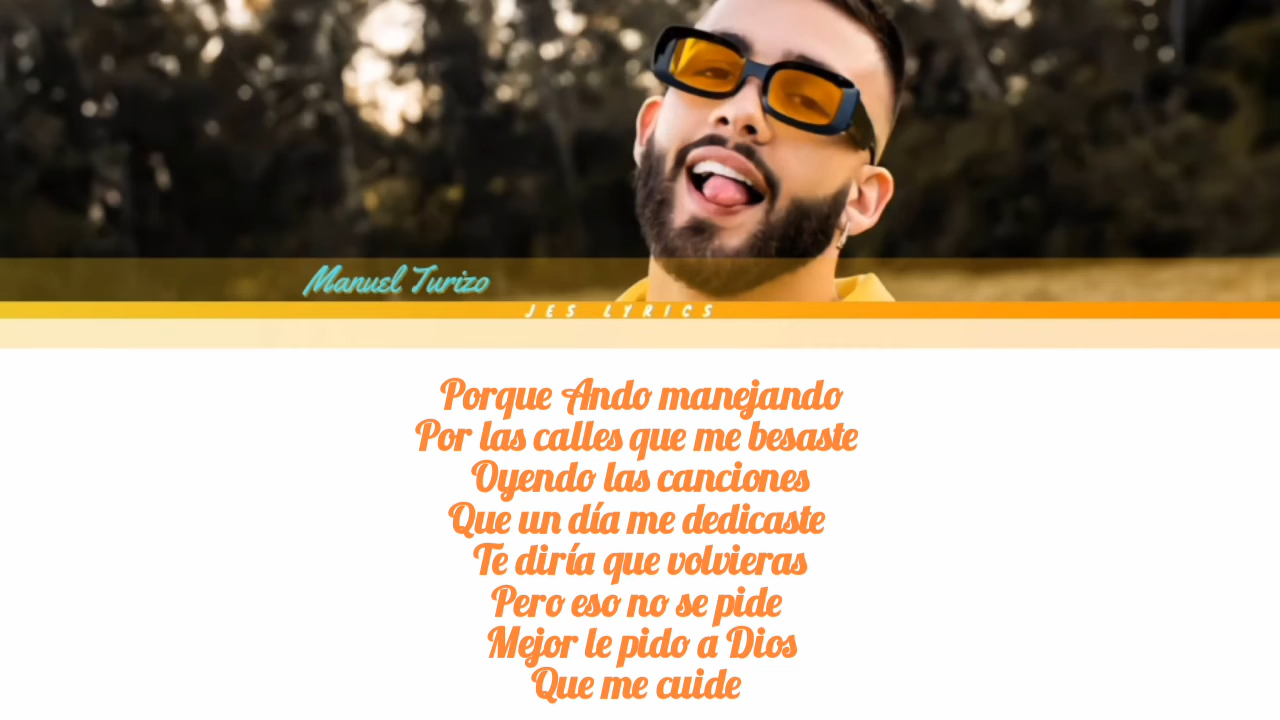 Manuel Turizo
JES LYRICS
Porque Ando manejando
Por las calles que me besaste
Oyendo las canciones
Que un día me dedicaste
Te diría que volvieras
Pero eso no se pide
Mejor le pido a Dios
Que me cuide